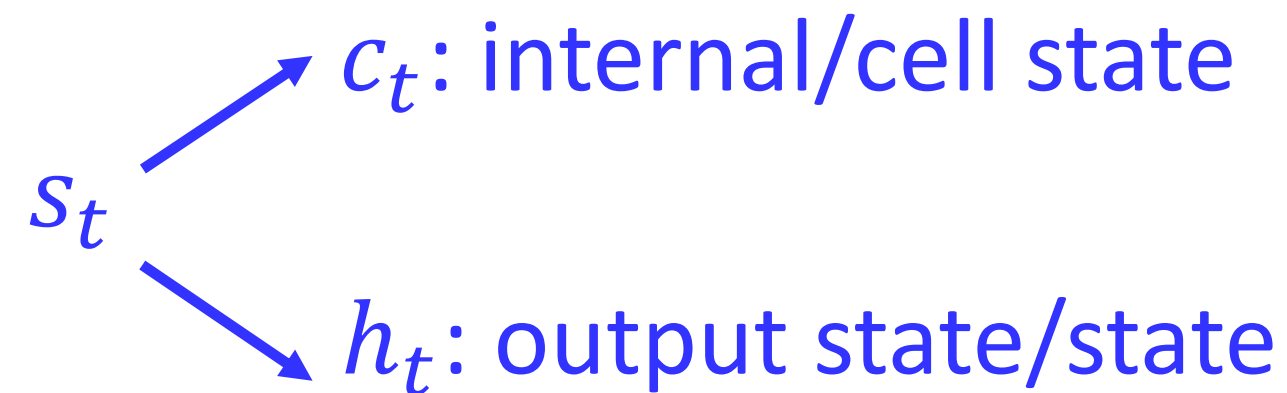 c_t: internal/cell state
s_t
h_t: output state/state